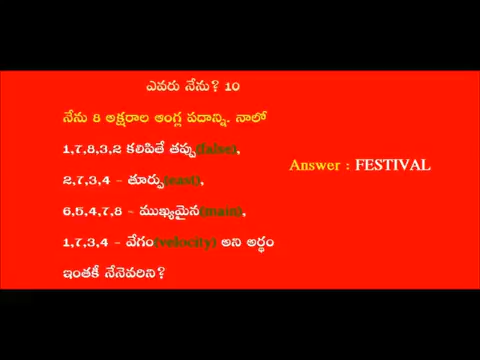 ఎవరు నేను? 10
నేను 8 అక్షరాల ఆంగ్ల పదాన్ని. నాలో
1,7,8,3,2 కలిపితే తప్పు(false),
2,7,3,4 - తూర్పు(east),
6,5,4,7,8 - ముఖ్యమైన(main),
1,7,3,4 - వేగం(velocity) అని అర్థం
ఇంతకీ నేనెవరిని?
Answer : FESTIVAL